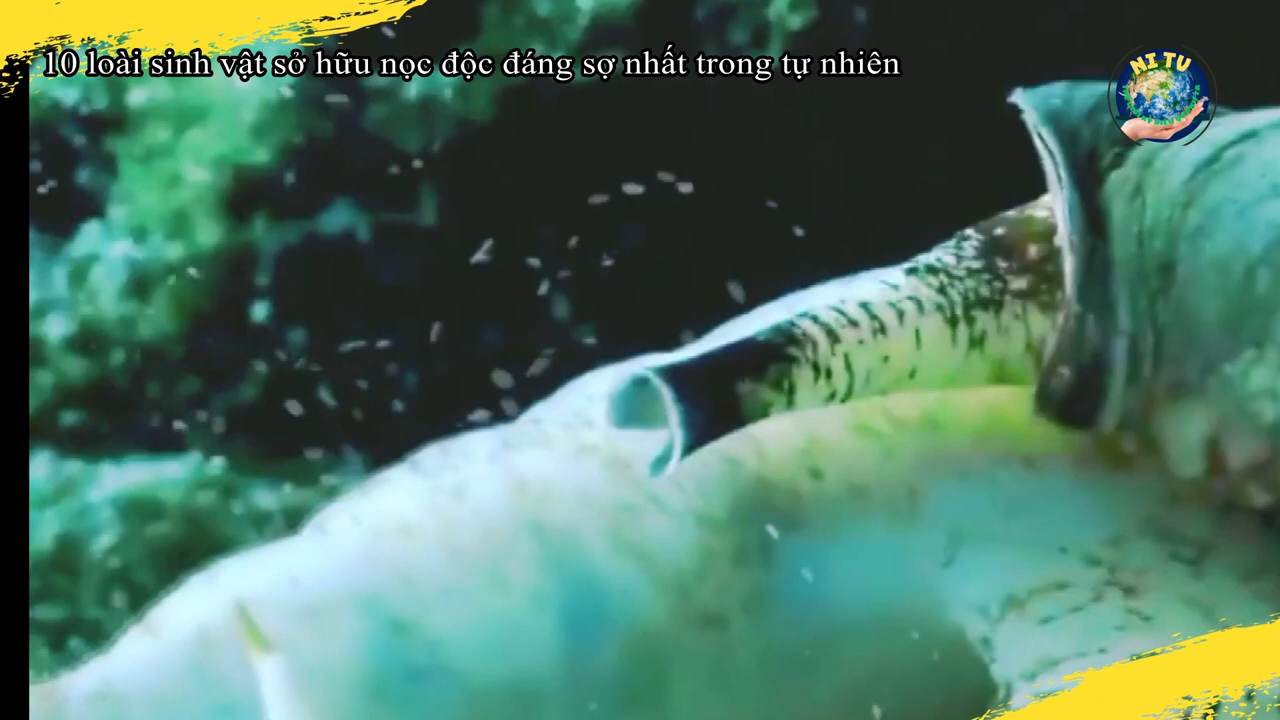 10 loài sinh vật sở hữu nọc độc đáng sợ nhất trong tự nhiên
NI TU